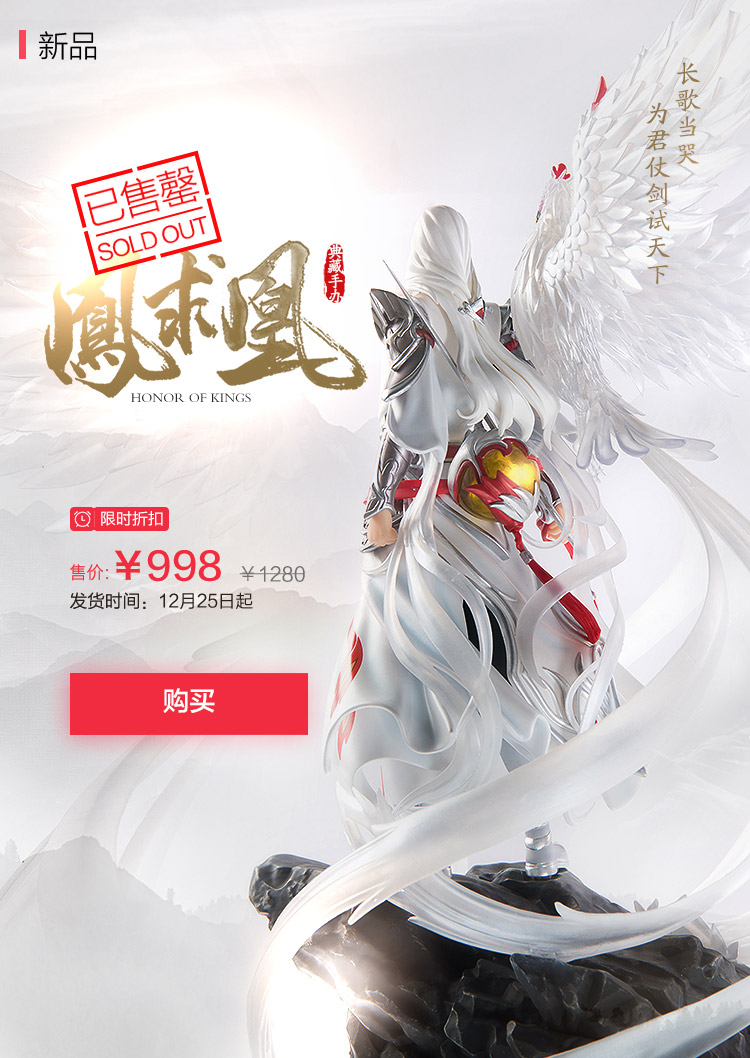 新品
长歌当哭
为君仗剑试天下
已售罄
SOLD OUT
鳳求凰
典藏手办
HONOR OF KINGS
限时折扣
售价:￥998 ￥1280
发货时间：12月25日起
购买